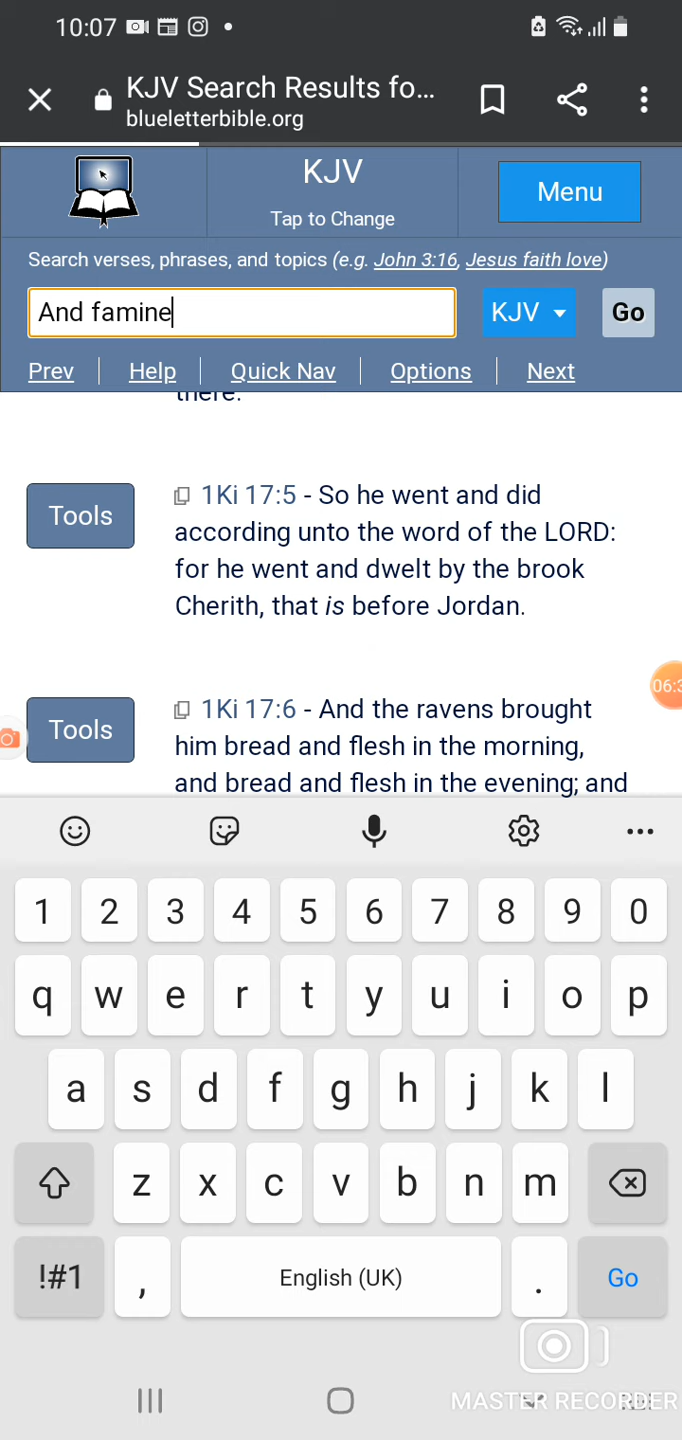 10:07
KJV Search Results fo...
blueletterbible.org
KJV
Tap to Change
Menu
Search verses, phrases, and topics (e.g. John 3:16, Jesus faith love)
And famine
KJV
Go
Prev
Help
Quick Nav
Options
Next
there.
Tools
1Ki 17:5 - So he went and did
according unto the word of the LORD:
for he went and dwelt by the brook
Cherith, that is before Jordan.
Tools
1Ki 17:6 - And the ravens brought
him bread and flesh in the morning,
and bread and flesh in the evening; and
06:3
1 2 3 4 5 6 7 8 9 0
q w e r t y u i o p
a s d f g h j k l
z x c v b n m
!#1 , English (UK) . Go
MASTER RECORDER